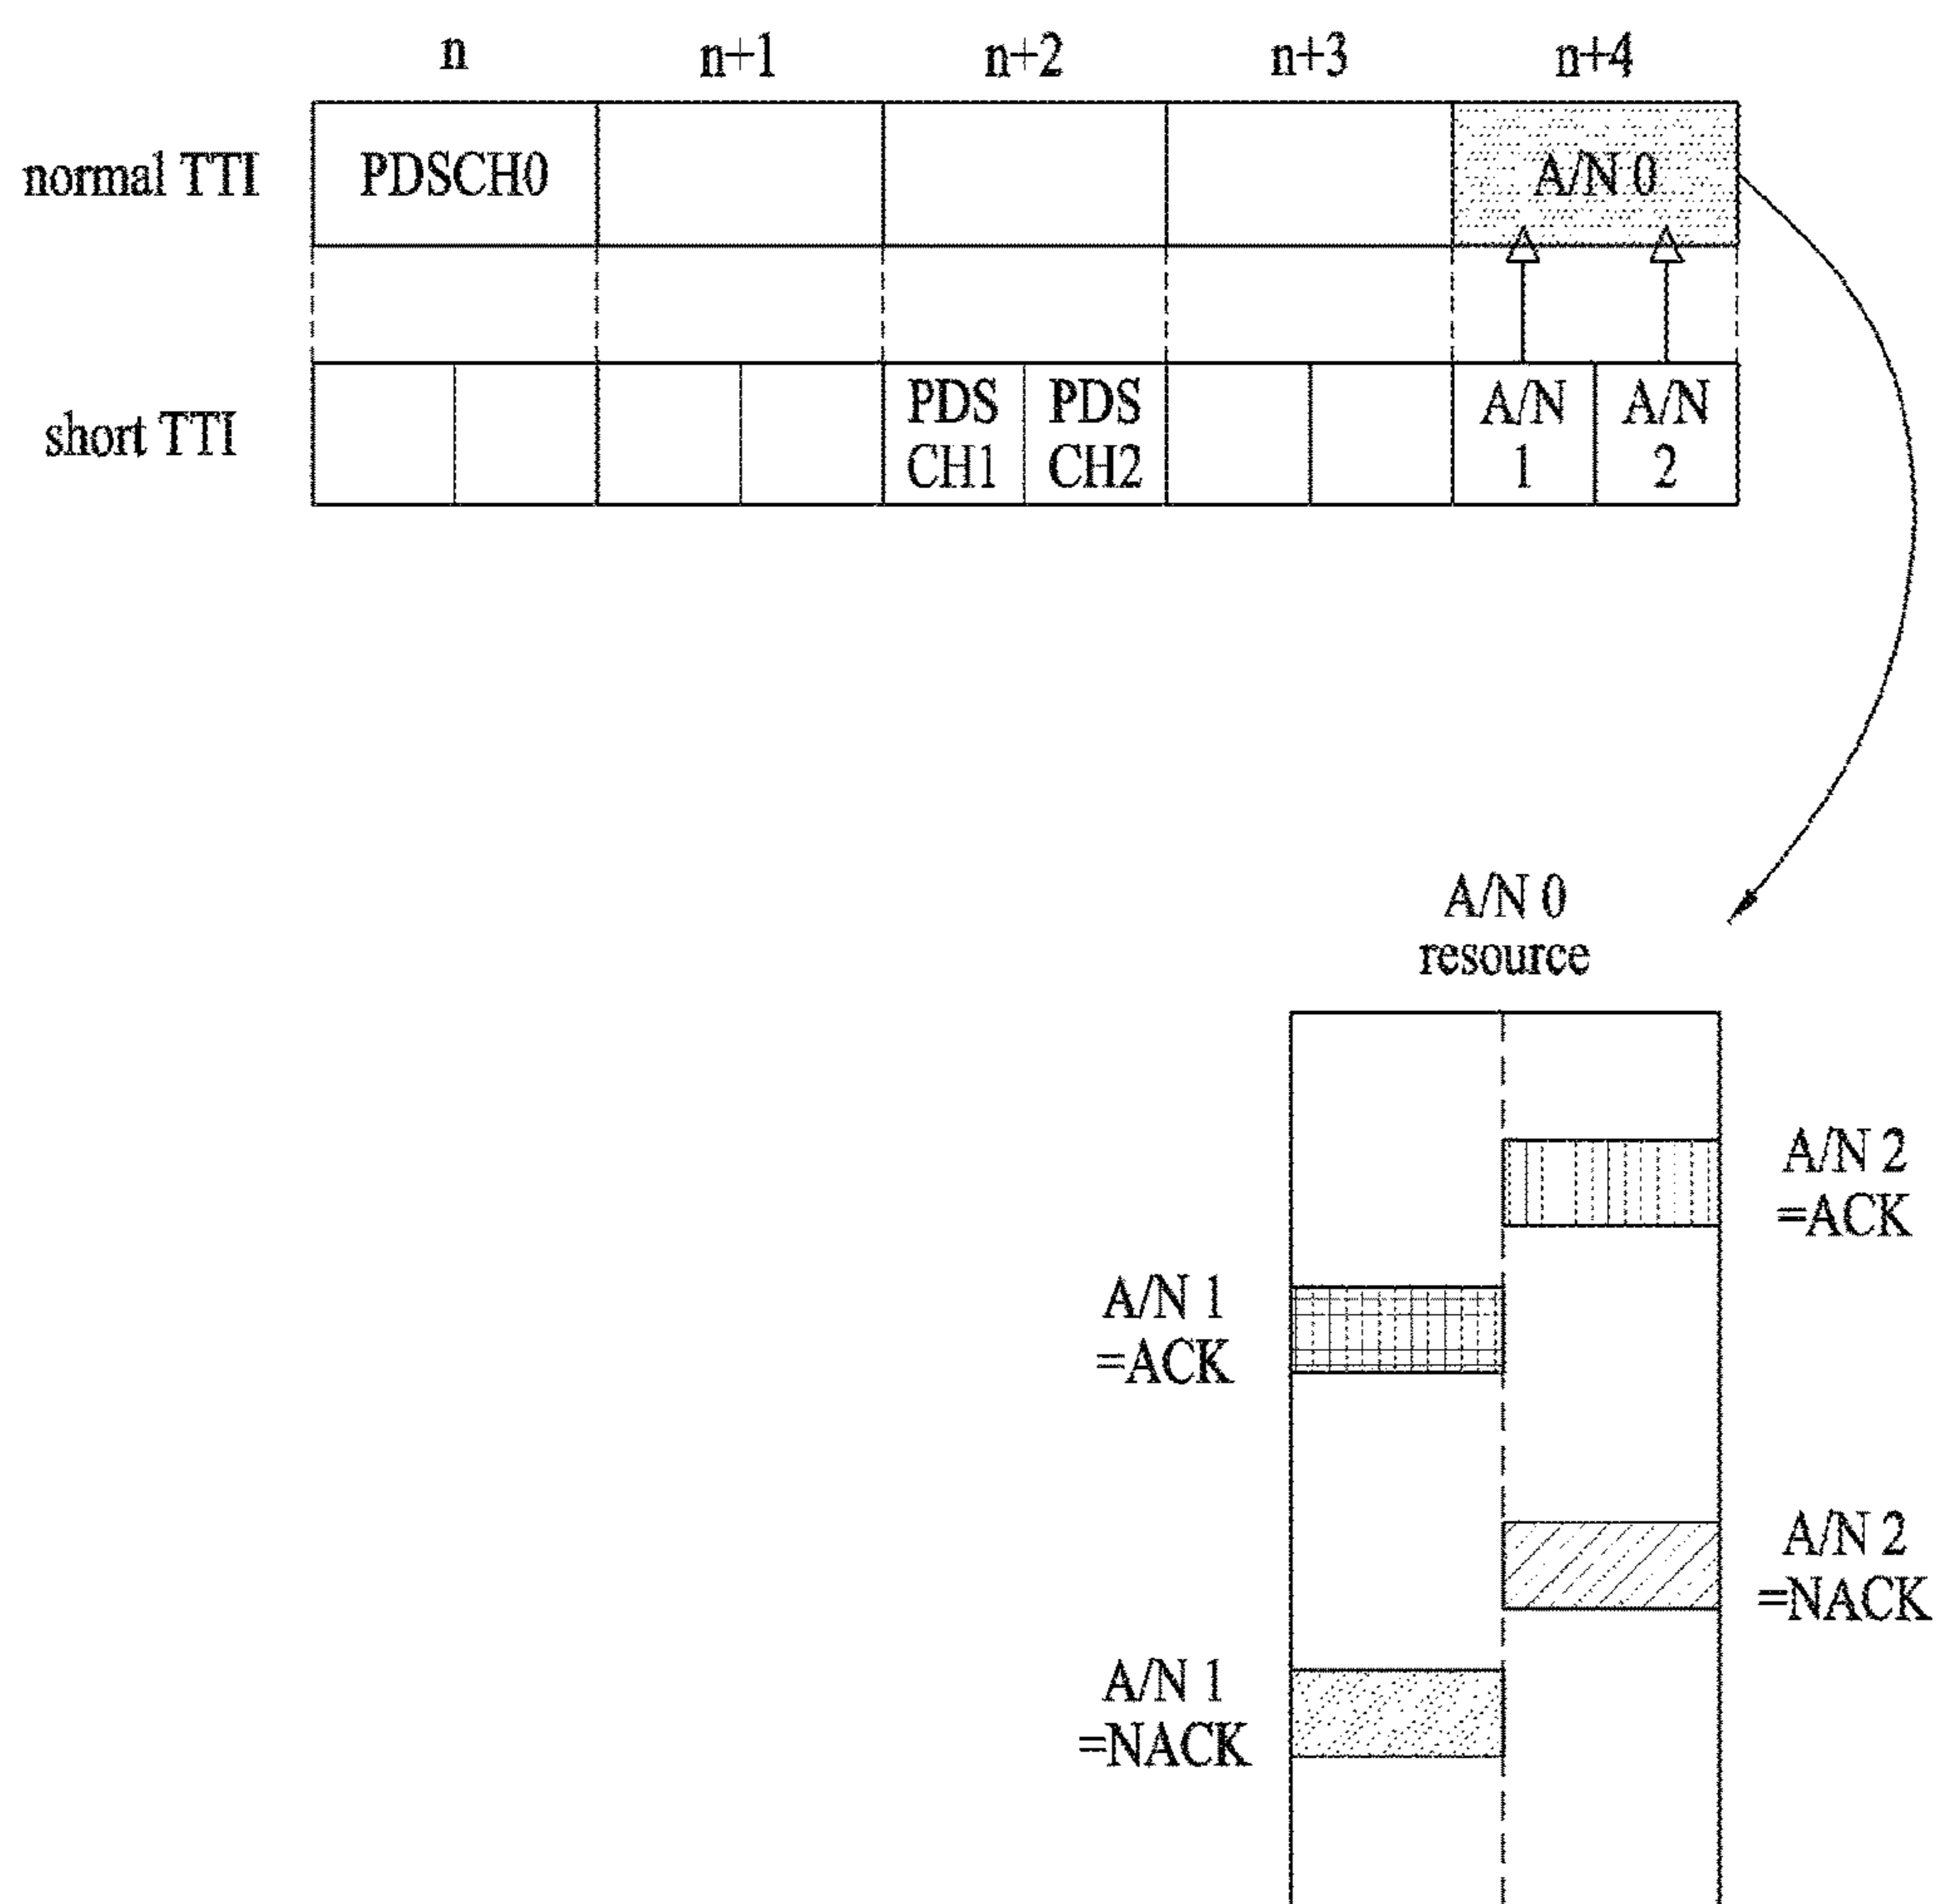 n n+1 n+2 n+3 n+4
normal TTI PDSCH0 A/N 0
short TTI
PDS
CH1
PDS
CH2
A/N
1
A/N
2
A/N 0
resource
A/N 2
=ACK
A/N 1
=ACK
A/N 2
=NACK
A/N 1
=NACK